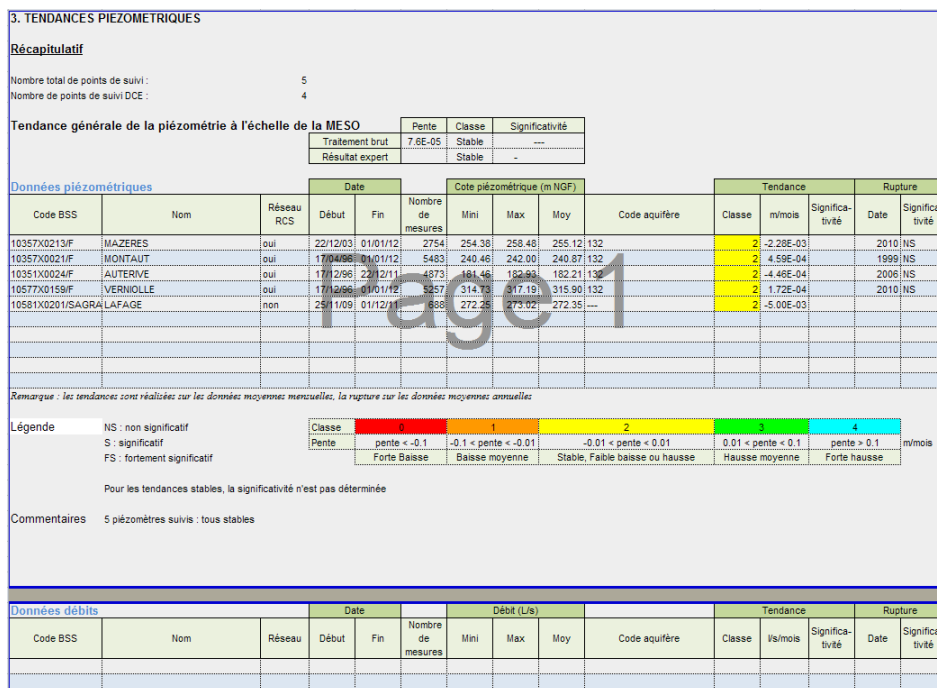 3. TENDANCES PIEZOMETRIQUES
Récapitulatif
Nombre total de points de suivi : 5
Nombre de points de suivi DCE : 4
Tendance générale de la piézométrie à l'échelle de la MESO Pente Classe Significativité
Traitement brut 7.6E-05 Stable ---
Résultat expert Stable -
Données piézométriques Date Cote piézométrique (m NGF) Tendance Rupture
Code BSS Nom Réseau RCS Début Fin Nombre de mesures Mini Max Moy Code aquifère Classe m/mois Significa-tivité Date Significa
10357X0213/F MAZERES oui 22/12/03 01/01/12 2754 254.38 258.48 255.12 132 2 -2.28E-03 2010 NS
10357X0021/F MONTAUT oui 17/04/96 01/01/12 5483 240.46 242.00 240.87 132 2 4.59E-04 1999 NS
10351X0024/F AUTERIVE oui 17/12/96 22/12/11 4873 181.46 182.93 182.21 132 2 -4.46E-04 2006 NS
10577X0159/F VERNIOLLE oui 17/12/96 01/01/12 5257 314.73 317.19 315.90 132 2 1.72E-04 2010 NS
10581X0201/SAGRA LAFAGE non 25/11/09 01/12/11 688 272.25 273.02 272.35 --- 2 -5.00E-03
Page 1
Remarque : les tendances sont réalisées sur les données moyennes mensuelles, la rupture sur les données moyennes annuelles
Légende NS : non significatif Classe 0 1 2 3 4
S : significatif Pente pente < -0.1 -0.1 < pente < -0.01 -0.01 < pente < 0.01 0.01 < pente < 0.1 pente > 0.1 m/mois
FS : fortement significatif Forte Baisse Baisse moyenne Stable, Faible baisse ou hausse Hausse moyenne Forte hausse
Pour les tendances stables, la significativité n'est pas déterminée
Commentaires 5 piézomètres suivis : tous stables
Données débits Date Débit (L/s) Tendance Rupture
Code BSS Nom Réseau Début Fin Nombre de mesures Mini Max Moy Code aquifère Classe l/s/mois Significa-tivité Date Significa tivité